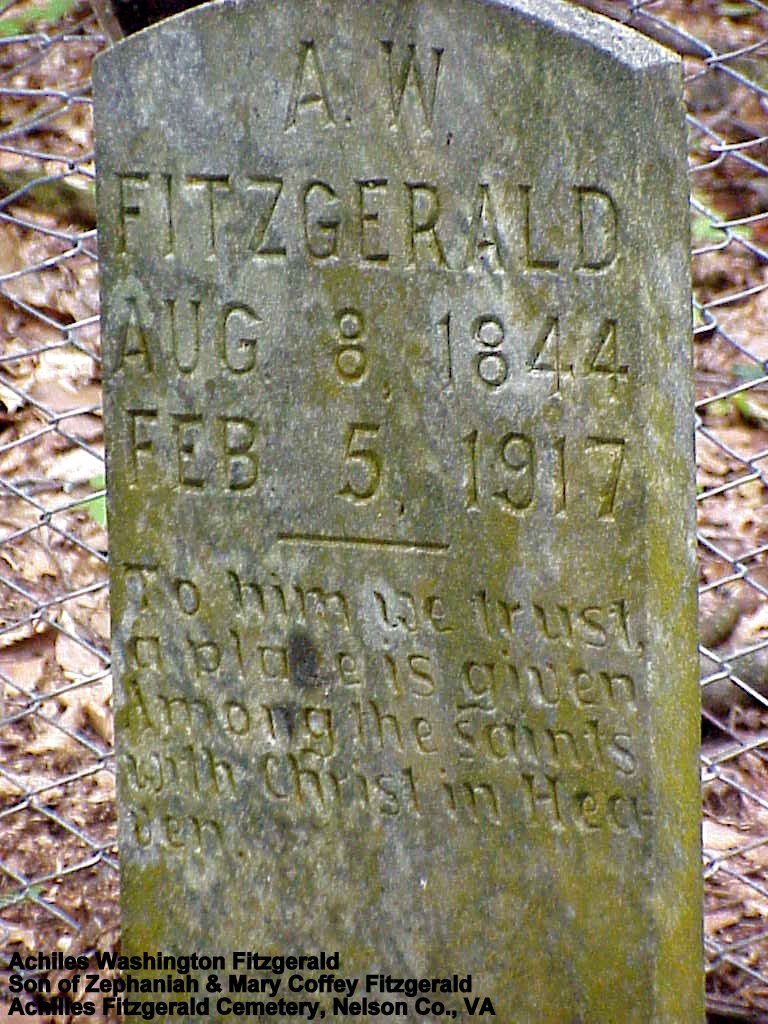 A. W.
FITZGERALD
AUG. 8, 1844
FEB. 5, 1917
To him we trust,
a place is given
Among the saints
with Christ in Hea-
ven.
Achiles Washington Fitzgerald
Son of Zephaniah & Mary Coffey Fitzgerald
Achilles Fitzgerald Cemetery, Nelson Co., VA